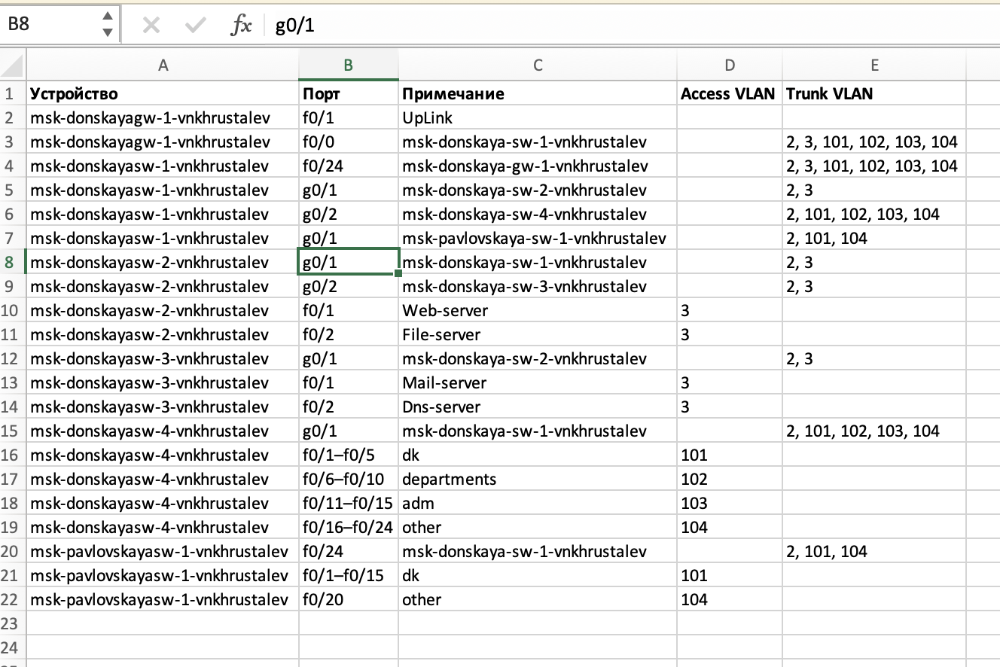 B8 fx g0/1
A B C D E
1 Устройство Порт Примечание Access VLAN Trunk VLAN
2 msk-donskayagw-1-vnkhrustalev f0/1 UpLink
3 msk-donskayagw-1-vnkhrustalev f0/0 msk-donskaya-sw-1-vnkhrustalev 2, 3, 101, 102, 103, 104
4 msk-donskayasw-1-vnkhrustalev f0/24 msk-donskaya-gw-1-vnkhrustalev 2, 3, 101, 102, 103, 104
5 msk-donskayasw-1-vnkhrustalev g0/1 msk-donskaya-sw-2-vnkhrustalev 2, 3
6 msk-donskayasw-1-vnkhrustalev g0/2 msk-donskaya-sw-4-vnkhrustalev 2, 101, 102, 103, 104
7 msk-donskayasw-1-vnkhrustalev g0/1 msk-pavlovskaya-sw-1-vnkhrustalev 2, 101, 104
8 msk-donskayasw-2-vnkhrustalev g0/1 msk-donskaya-sw-1-vnkhrustalev 2, 3
9 msk-donskayasw-2-vnkhrustalev g0/2 msk-donskaya-sw-3-vnkhrustalev 2, 3
10 msk-donskayasw-2-vnkhrustalev f0/1 Web-server 3
11 msk-donskayasw-2-vnkhrustalev f0/2 File-server 3
12 msk-donskayasw-3-vnkhrustalev g0/1 msk-donskaya-sw-2-vnkhrustalev 2, 3
13 msk-donskayasw-3-vnkhrustalev f0/1 Mail-server 3
14 msk-donskayasw-3-vnkhrustalev f0/2 Dns-server 3
15 msk-donskayasw-4-vnkhrustalev g0/1 msk-donskaya-sw-1-vnkhrustalev 2, 101, 102, 103, 104
16 msk-donskayasw-4-vnkhrustalev f0/1–f0/5 dk 101
17 msk-donskayasw-4-vnkhrustalev f0/6–f0/10 departments 102
18 msk-donskayasw-4-vnkhrustalev f0/11–f0/15 adm 103
19 msk-donskayasw-4-vnkhrustalev f0/16–f0/24 other 104
20 msk-pavlovskayasw-1-vnkhrustalev f0/24 msk-donskaya-sw-1-vnkhrustalev 2, 101, 104
21 msk-pavlovskayasw-1-vnkhrustalev f0/1–f0/15 dk 101
22 msk-pavlovskayasw-1-vnkhrustalev f0/20 other 104
23
24